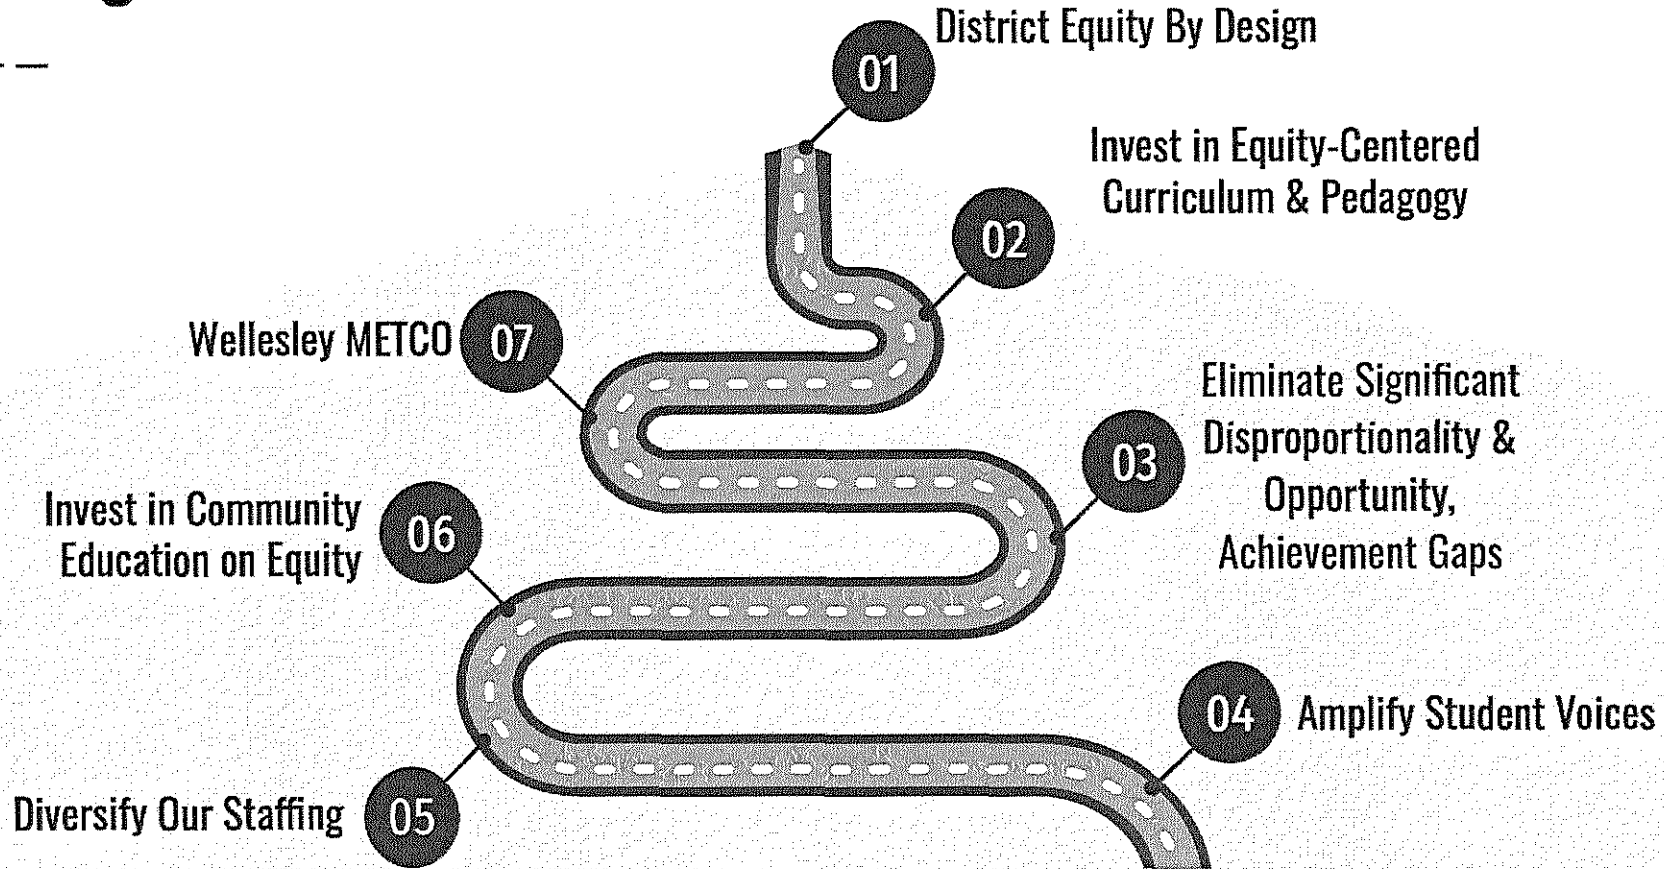 01
District Equity By Design
02
Invest in Equity-Centered
Curriculum & Pedagogy
03
Eliminate Significant
Disproportionality &
Opportunity,
Achievement Gaps
04
Amplify Student Voices
05
Diversify Our Staffing
06
Invest in Community
Education on Equity
07
Wellesley METCO